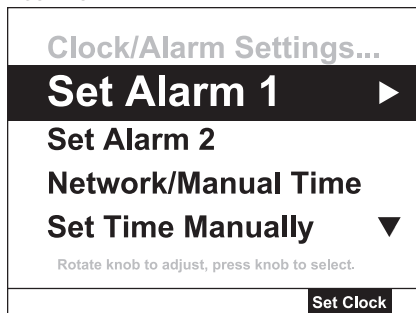 Clock/Alarm Settings...
Set Alarm 1
Set Alarm 2
Network/Manual Time
Set Time Manually
Rotate knob to adjust, press knob to select.
Set Clock